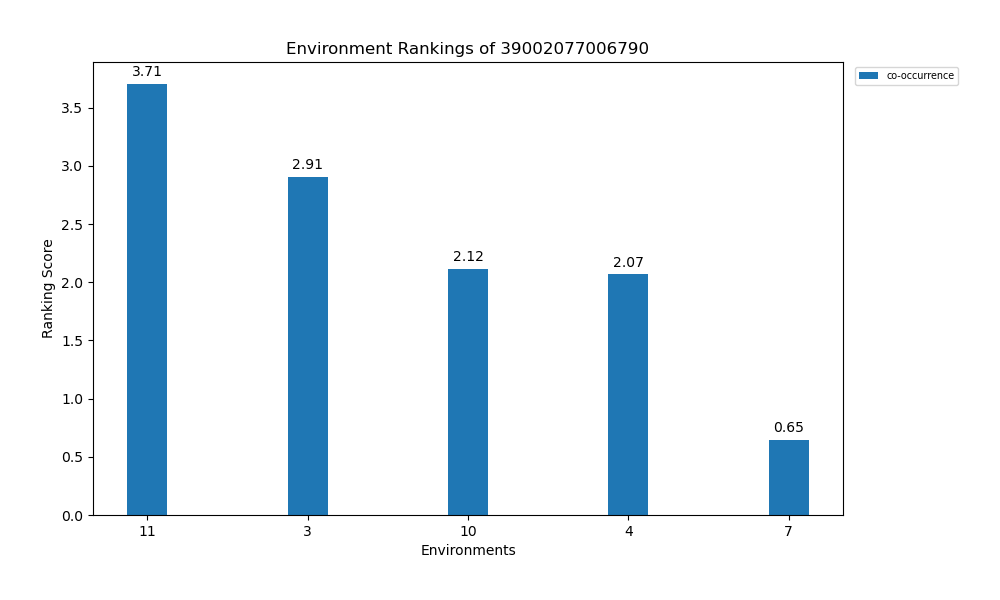 Environment Rankings of 39002077006790
3.71
2.91
2.12
2.07
0.65
co-occurrence
3.5
3.0
2.5
2.0
1.5
1.0
0.5
0.0
Ranking Score
11 3 10 4 7
Environments